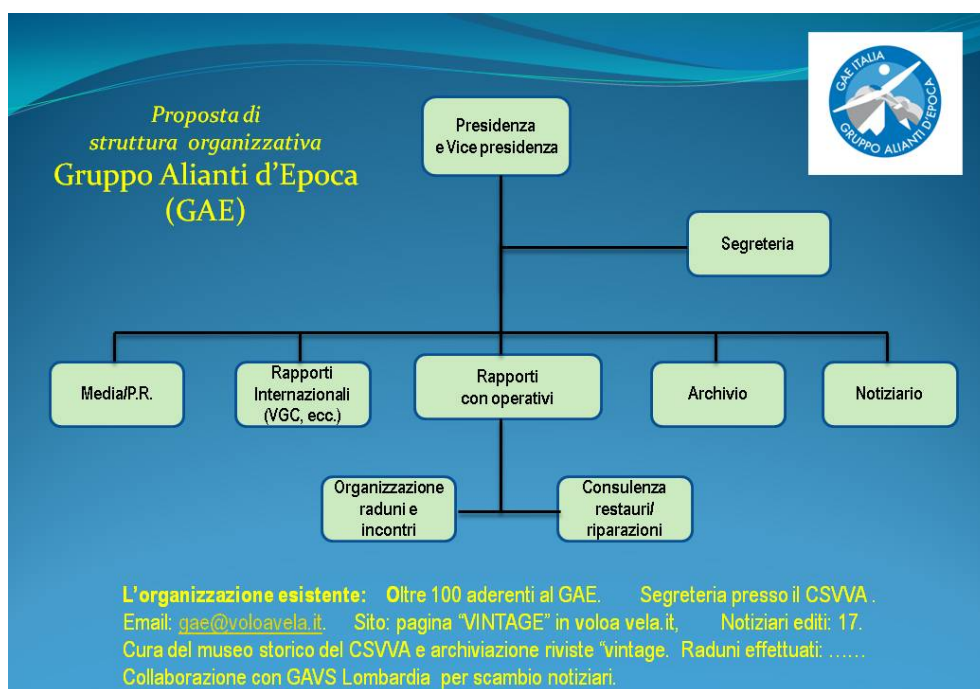 Proposta di
struttura organizzativa
Gruppo Alianti d'Epoca
(GAE)
GAE ITALIA
GRUPPO ALIANTI D'EPOCA
Presidenza
e Vice presidenza
Segreteria
Media/P.R.
Rapporti
Internazionali
(VGC, ecc.)
Rapporti
con operativi
Archivio
Notiziario
Organizzazione
raduni e
incontri
Consulenza
restauri/
riparazioni
L'organizzazione esistente: Oltre 100 aderenti al GAE. Segreteria presso il CSVVA .
Email: gae@voloavela.it. Sito: pagina "VINTAGE" in voloa vela.it, Notiziari editi: 17.
Cura del museo storico del CSVVA e archiviazione riviste "vintage. Raduni effettuati: ……
Collaborazione con GAVS Lombardia per scambio notiziari.